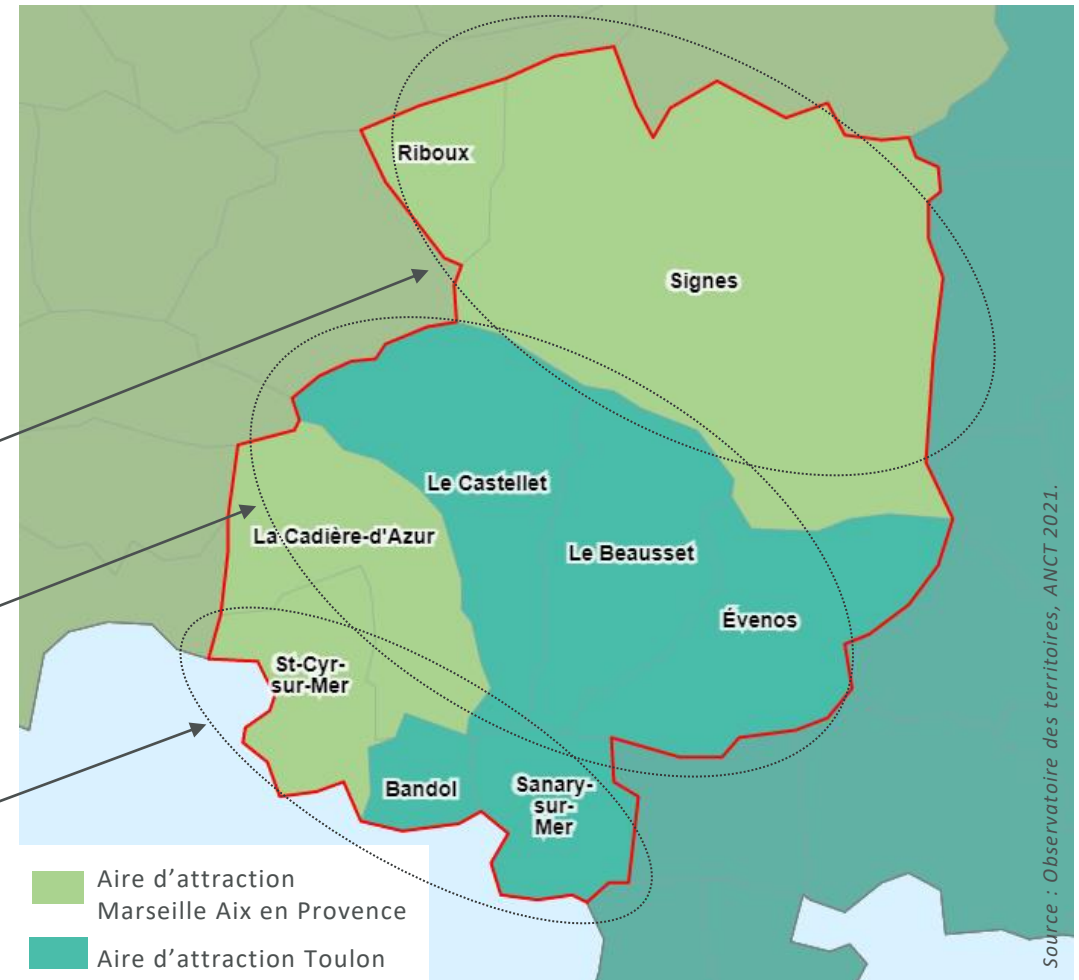 Riboux
Signes
Le Castellet
La Cadière-d'Azur
Le Beausset
Évenos
St-Cyr-
sur-Mer
Bandol
Sanary-
sur-
Mer
Aire d’attraction
Marseille Aix en Provence
Aire d’attraction Toulon
Source : Observatoire des territoires, ANCT 2021.